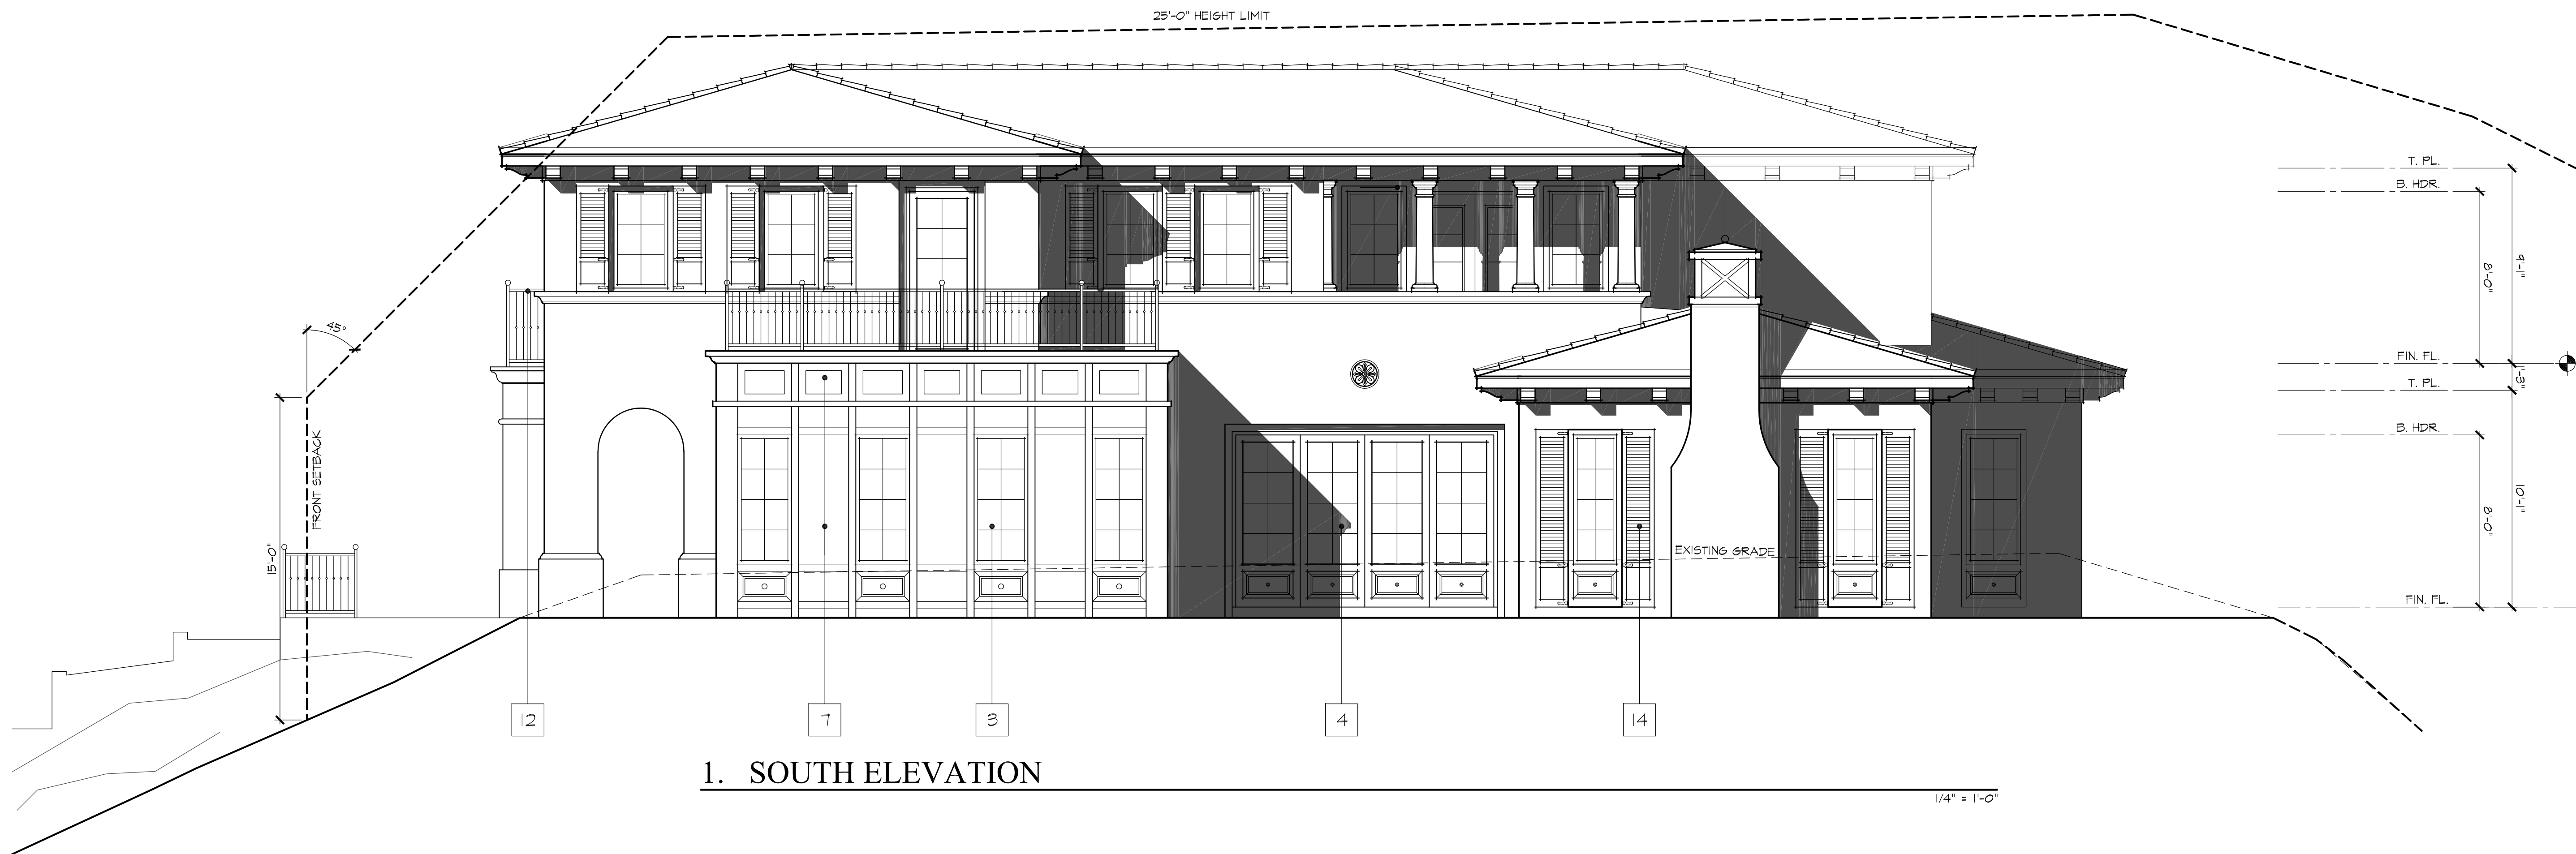 25'-0" HEIGHT LIMIT
T. PL.
B. HDR.
9'-1"
8'-0"
45°
FIN. FL.
1'-3"
T. PL.
B. HDR.
FRONT SETBACK
15'-0"
10'-1"
8'-0"
EXISTING GRADE
FIN. FL.
12
7
3
4
14
1. SOUTH ELEVATION
1/4" = 1'-0"